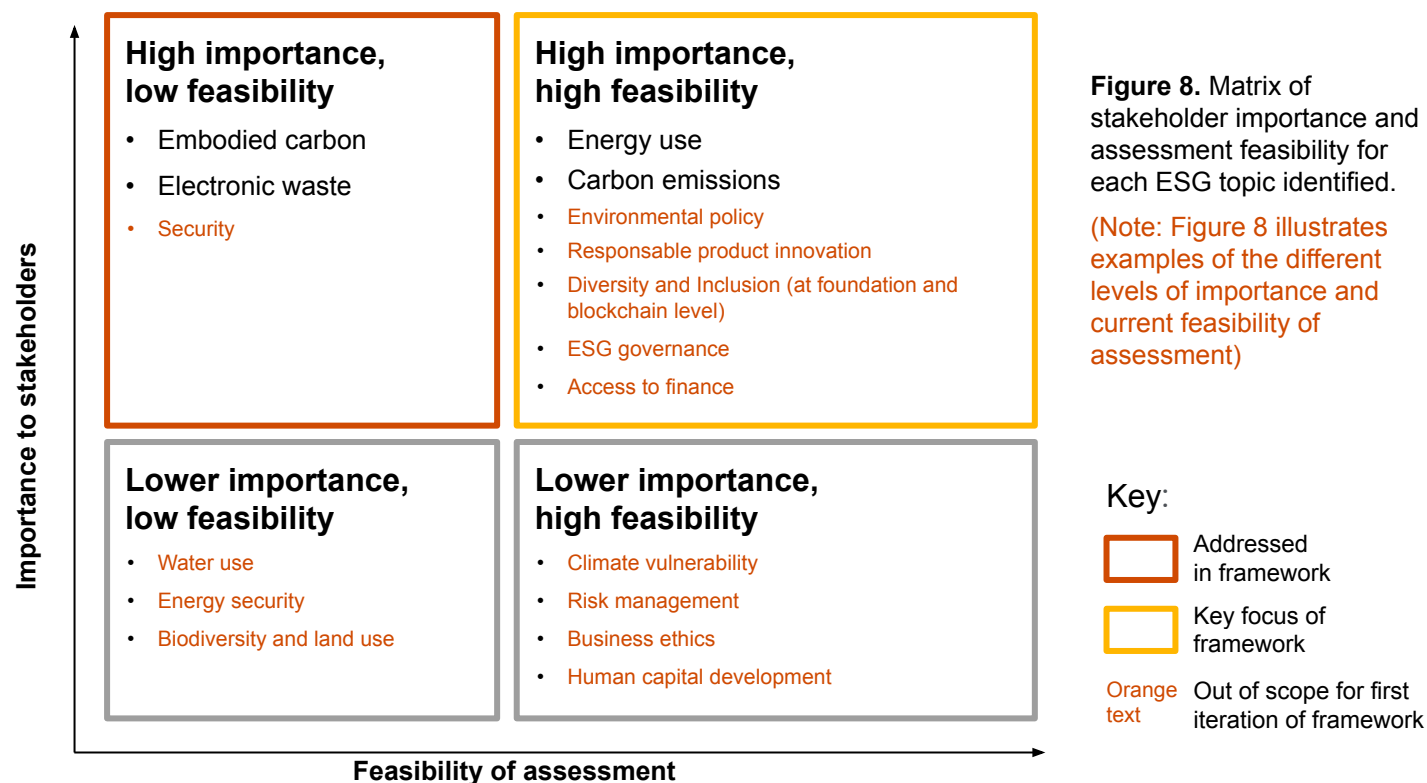 Importance to stakeholders
High importance,
low feasibility
• Embodied carbon
• Electronic waste
• Security
High importance,
high feasibility
• Energy use
• Carbon emissions
• Environmental policy
• Responsable product innovation
• Diversity and Inclusion (at foundation and
blockchain level)
• ESG governance
• Access to finance
Lower importance,
low feasibility
• Water use
• Energy security
• Biodiversity and land use
Lower importance,
high feasibility
• Climate vulnerability
• Risk management
• Business ethics
• Human capital development
Feasibility of assessment
Figure 8. Matrix of
stakeholder importance and
assessment feasibility for
each ESG topic identified.
(Note: Figure 8 illustrates
examples of the different
levels of importance and
current feasibility of
assessment)
Key:
Addressed
in framework
Key focus of
framework
Orange
text
Out of scope for first
iteration of framework